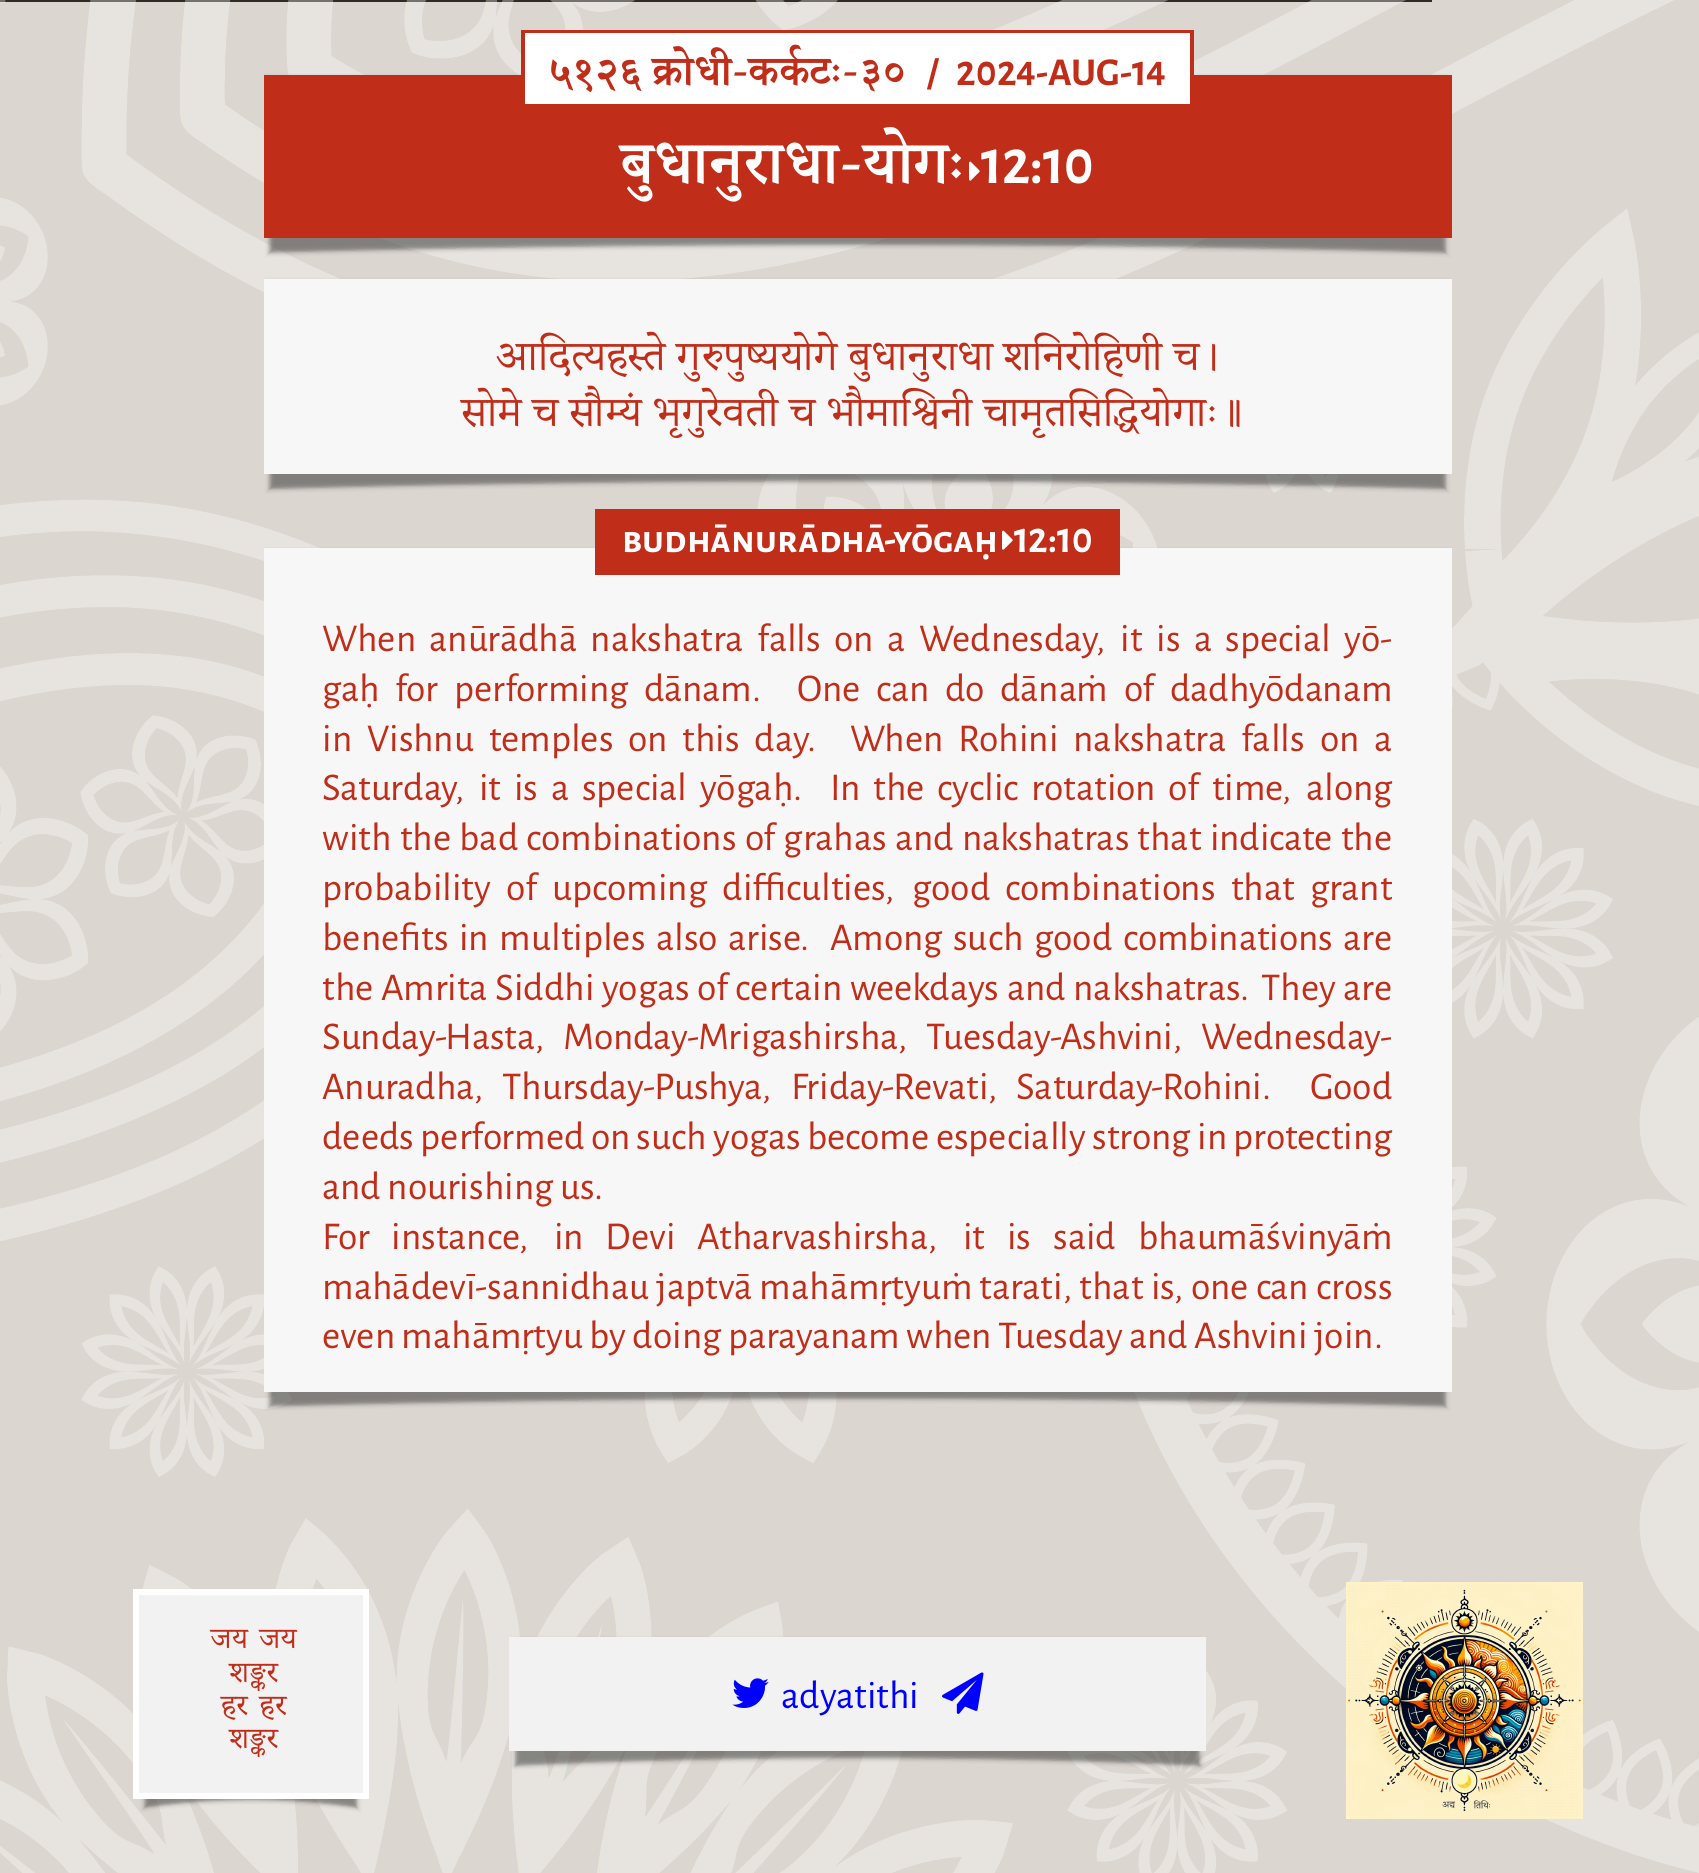 ५१२६ क्रोधी-कर्कटः-३० / 2024-AUG-14
बुधानुराधा-योगः⏵12:10
आदित्यहस्ते गुरुपुष्ययोगे बुधानुराधा शनिरोहिणी च।
सोमे च सौम्यं भृगुरेवती च भौमाश्विनी चामृतसिद्धियोगाः॥
BUDHĀNURĀDHĀ-YŌGAḤ⏵12:10
When anūrādhā nakshatra falls on a Wednesday, it is a special yō-
gaḥ for performing dānam. One can do dānaṁ of dadhyōdanam
in Vishnu temples on this day. When Rohini nakshatra falls on a
Saturday, it is a special yōgaḥ. In the cyclic rotation of time, along
with the bad combinations of grahas and nakshatras that indicate the
probability of upcoming difficulties, good combinations that grant
benefits in multiples also arise. Among such good combinations are
the Amrita Siddhi yogas of certain weekdays and nakshatras. They are
Sunday-Hasta, Monday-Mrigashirsha, Tuesday-Ashvini, Wednesday-
Anuradha, Thursday-Pushya, Friday-Revati, Saturday-Rohini. Good
deeds performed on such yogas become especially strong in protecting
and nourishing us.
For instance, in Devi Atharvashirsha, it is said bhaumāśvinyāṁ
mahādevī-sannidhau japtvā mahāmṛtyuṁ tarati, that is, one can cross
even mahāmṛtyu by doing parayanam when Tuesday and Ashvini join.
जय जय
शङ्कर
हर हर
शङ्कर
adyatithi
अद्य तिथिः